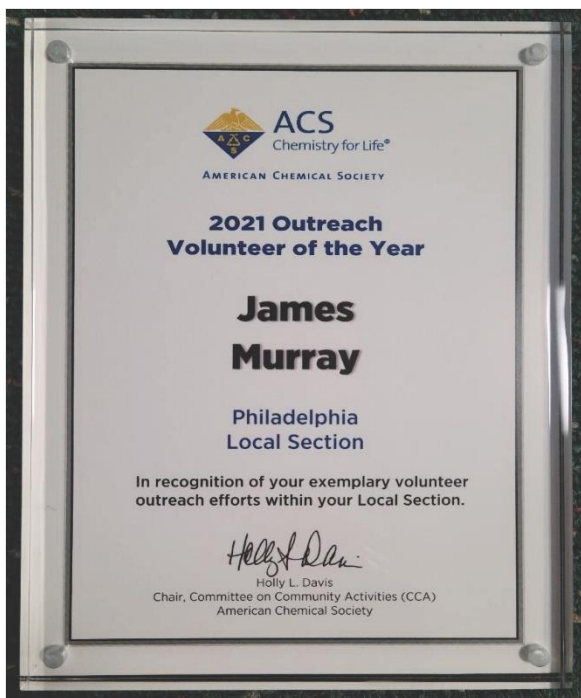 ACS
Chemistry for Life®
A C S
AMERICAN CHEMICAL SOCIETY
2021 Outreach
Volunteer of the Year
James
Murray
Philadelphia
Local Section
In recognition of your exemplary volunteer
outreach efforts within your Local Section.
Holly L Davis
Holly L. Davis
Chair, Committee on Community Activities (CCA)
American Chemical Society